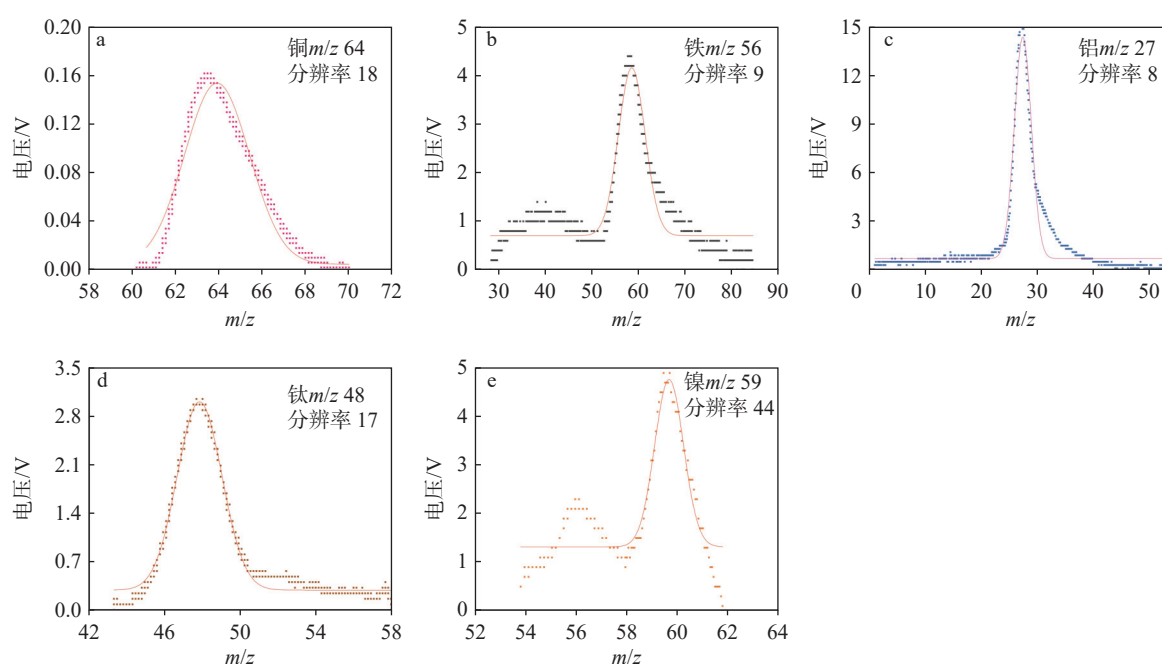 a
铜m/z 64
分辨率 18
0.20
0.16
0.12
0.08
0.04
0.00
电压/V
58 60 62 64 66 68 70 72
m/z
b
铁m/z 56
分辨率 9
5
4
3
2
1
0
电压/V
30 40 50 60 70 80 90
m/z
c
铝m/z 27
分辨率 8
15
12
9
6
3
电压/V
0 10 20 30 40 50
m/z
d
钛m/z 48
分辨率 17
3.5
2.8
2.1
1.4
0.7
0.0
电压/V
42 46 50 54 58
m/z
e
镍m/z 59
分辨率 44
5
4
3
2
1
0
电压/V
52 54 56 58 60 62 64
m/z